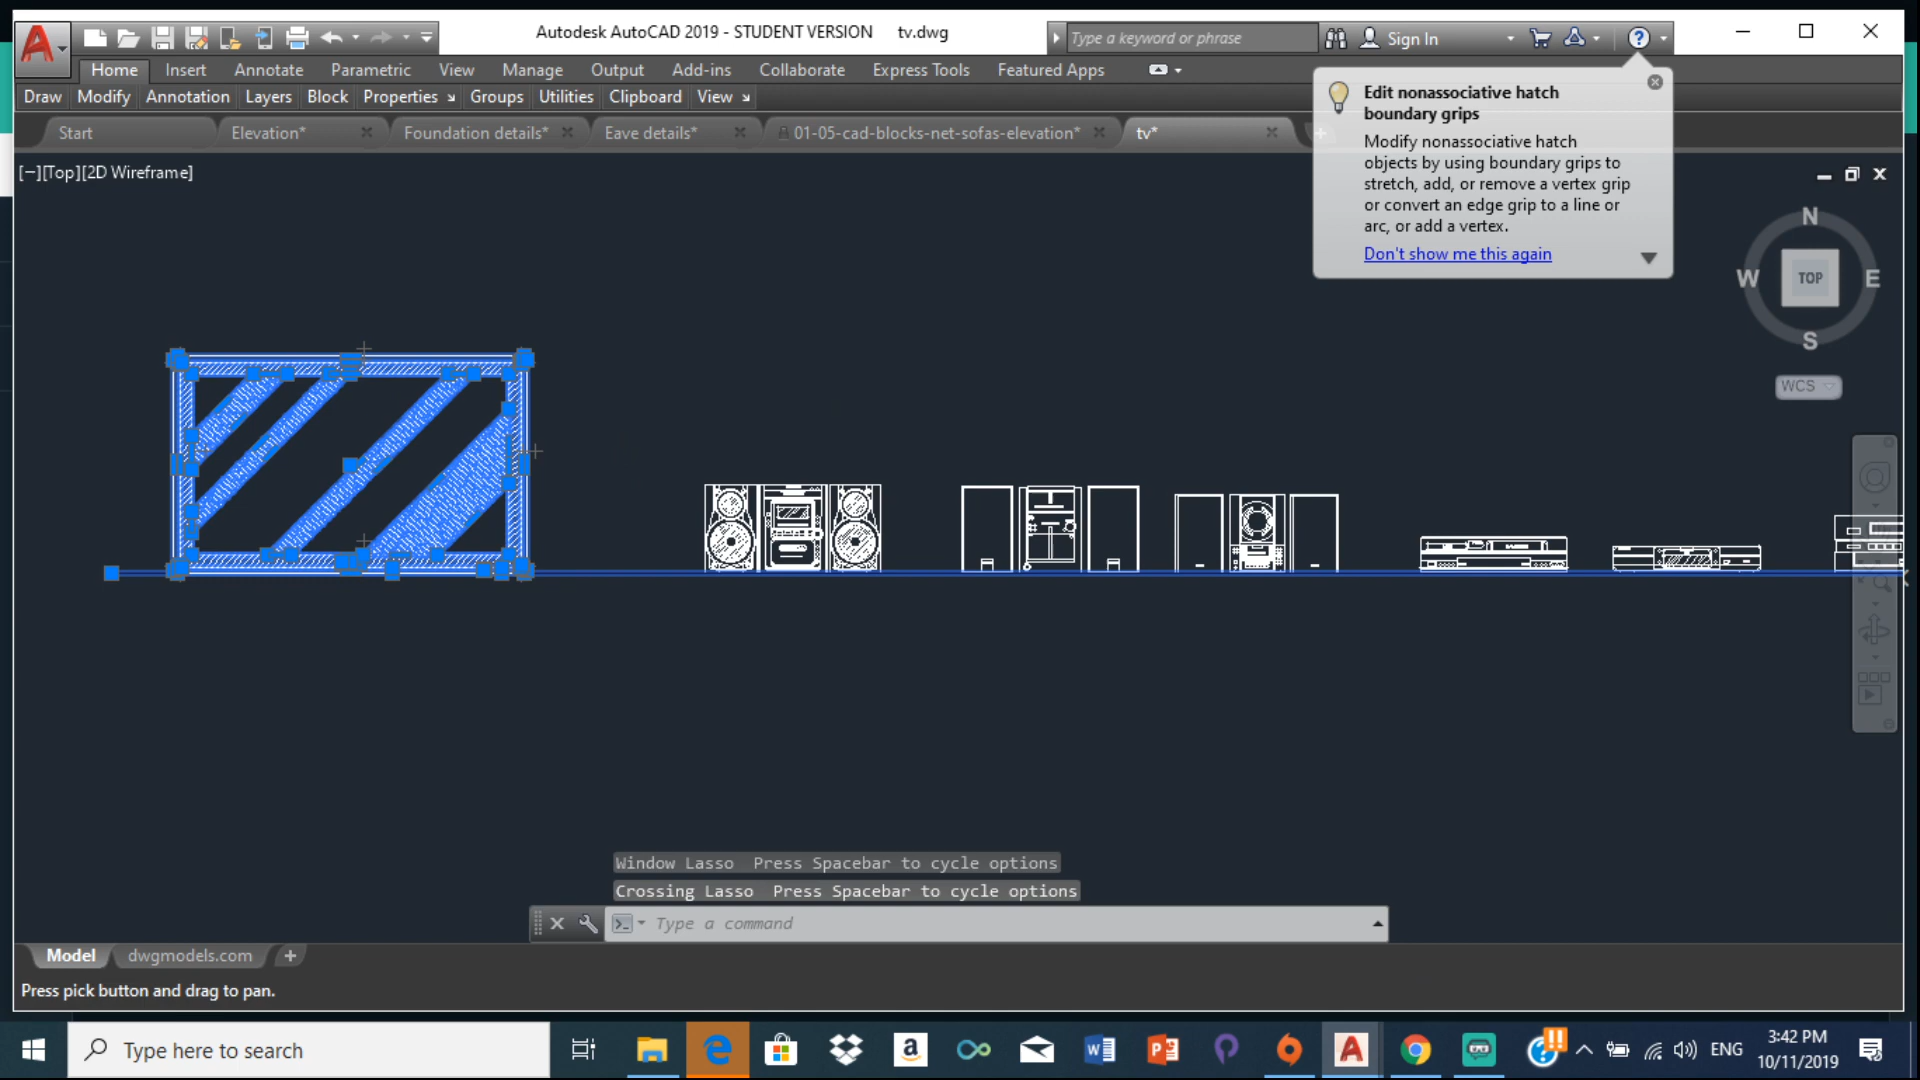 Autodesk AutoCAD 2019 - STUDENT VERSION tv.dwg
Type a keyword or phrase
Sign In
Home Insert Annotate Parametric View Manage Output Add-ins Collaborate Express Tools Featured Apps
Draw Modify Annotation Layers Block Properties Groups Utilities Clipboard View
Start Elevation* Foundation details* Eave details* 01-05-cad-blocks-net-sofas-elevation* tv*
Edit nonassociative hatch
boundary grips
Modify nonassociative hatch
objects by using boundary grips to
stretch, add, or remove a vertex grip
or convert an edge grip to a line or
arc, or add a vertex.
Don't show me this again
[−][Top][2D Wireframe]
N
W TOP E
S
WCS
Window Lasso Press Spacebar to cycle options
Crossing Lasso Press Spacebar to cycle options
Type a command
Model dwgmodels.com +
Press pick button and drag to pan.
Type here to search
ENG
3:42 PM
10/11/2019